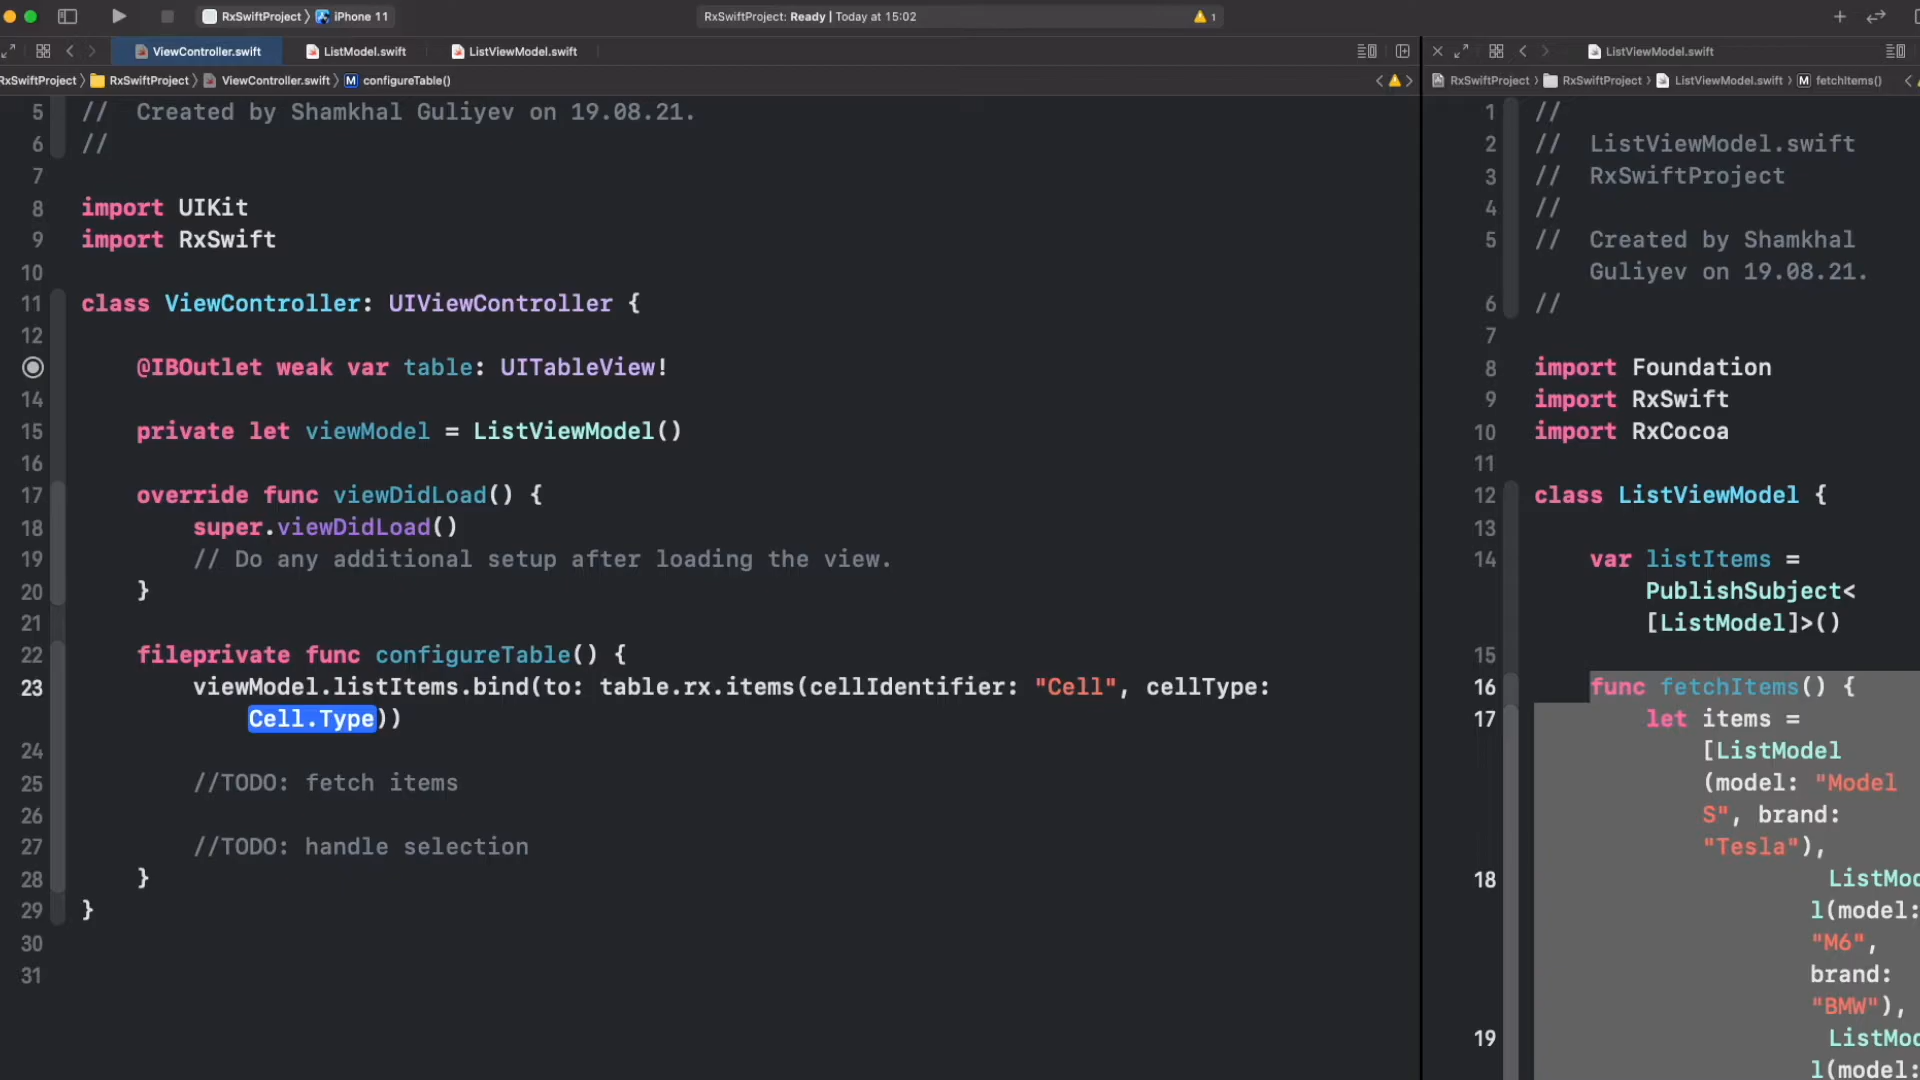 RxSwiftProject
iPhone 11
RxSwiftProject: Ready | Today at 15:02
1
ViewController.swift
ListModel.swift
ListViewModel.swift
RxSwiftProject
RxSwiftProject
ViewController.swift
M configureTable()
5 //  Created by Shamkhal Guliyev on 19.08.21.
6 //
7
8 import UIKit
9 import RxSwift
10
11 class ViewController: UIViewController {
12
@IBOutlet weak var table: UITableView!
14
15 private let viewModel = ListViewModel()
16
17 override func viewDidLoad() {
18 super.viewDidLoad()
19 // Do any additional setup after loading the view.
20 }
21
22 fileprivate func configureTable() {
23 viewModel.listItems.bind(to: table.rx.items(cellIdentifier: "Cell", cellType:
Cell.Type))
24
25 //TODO: fetch items
26
27 //TODO: handle selection
28 }
29 }
30
31
ListViewModel.swift
RxSwiftProject
RxSwiftProject
ListViewModel.swift
M fetchItems()
1 //
2 //  ListViewModel.swift
3 //  RxSwiftProject
4 //
5 //  Created by Shamkhal
Guliyev on 19.08.21.
6 //
7
8 import Foundation
9 import RxSwift
10 import RxCocoa
11
12 class ListViewModel {
13
14 var listItems =
PublishSubject<
[ListModel]>()
15
16 func fetchItems() {
17 let items =
[ListModel
(model: "Model
S", brand:
"Tesla"),
18 ListMod
l(model:
"M6",
brand:
"BMW"),
19 ListMod
l(model: